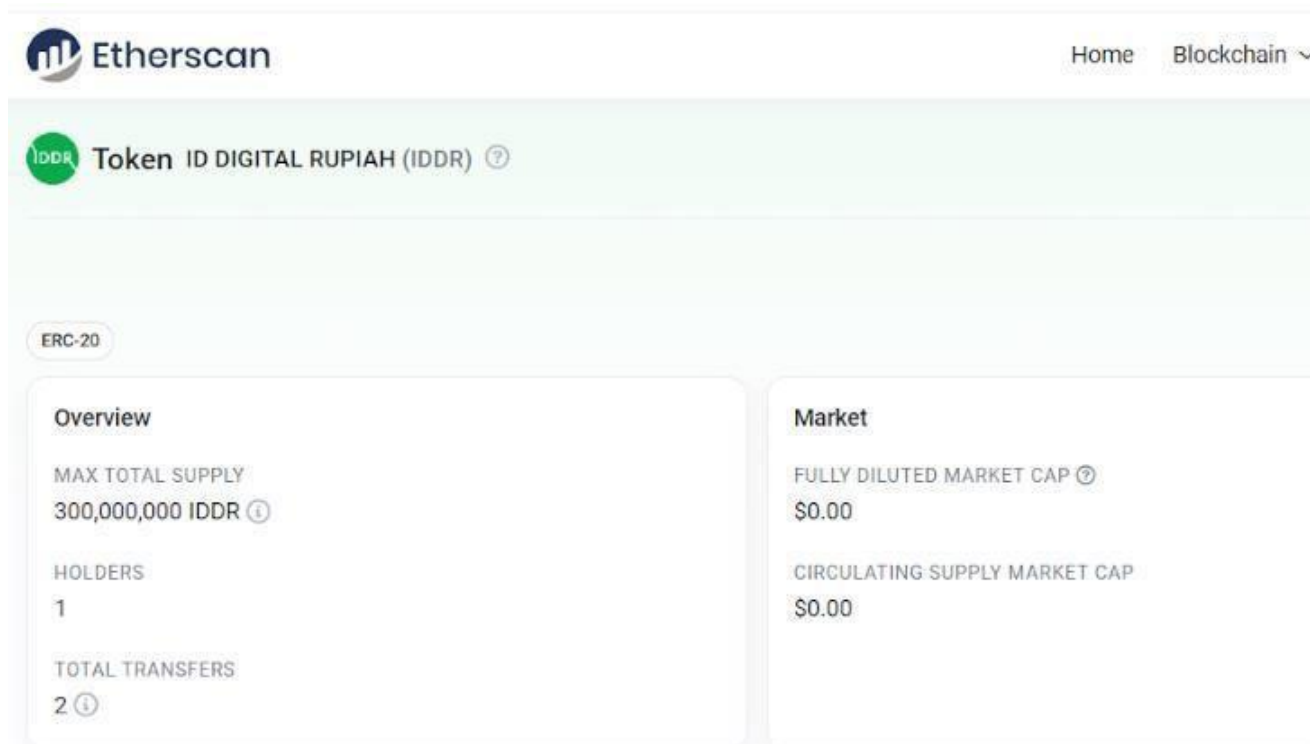 Etherscan
Home Blockchain
IDDR Token ID DIGITAL RUPIAH (IDDR)
ERC-20
Overview
MAX TOTAL SUPPLY
300,000,000 IDDR
HOLDERS
1
TOTAL TRANSFERS
2
Market
FULLY DILUTED MARKET CAP
$0.00
CIRCULATING SUPPLY MARKET CAP
$0.00